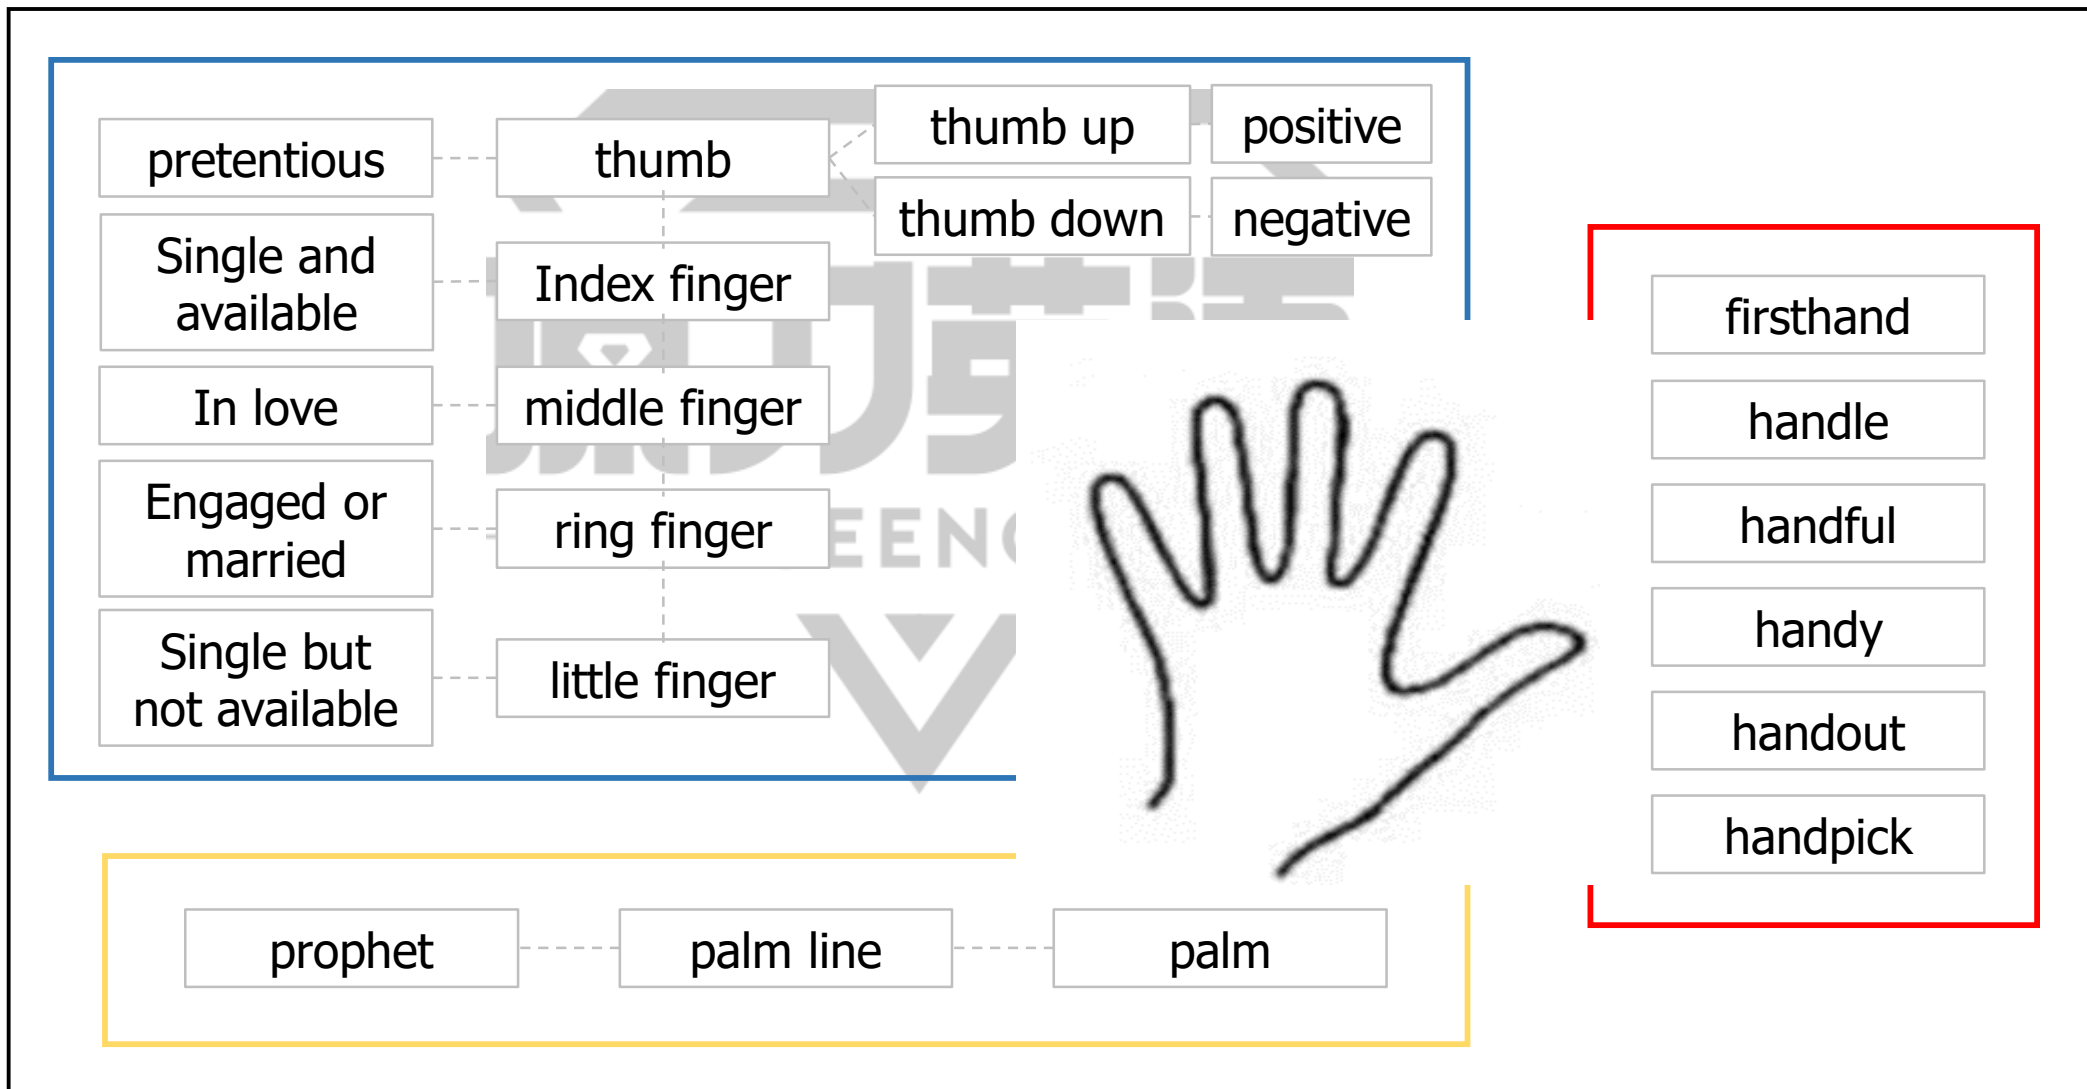 pretentious
thumb
thumb up
positive
thumb down
negative
Single and
available
Index finger
In love
middle finger
Engaged or
married
ring finger
Single but
not available
little finger
firsthand
handle
handful
handy
handout
handpick
prophet
palm line
palm